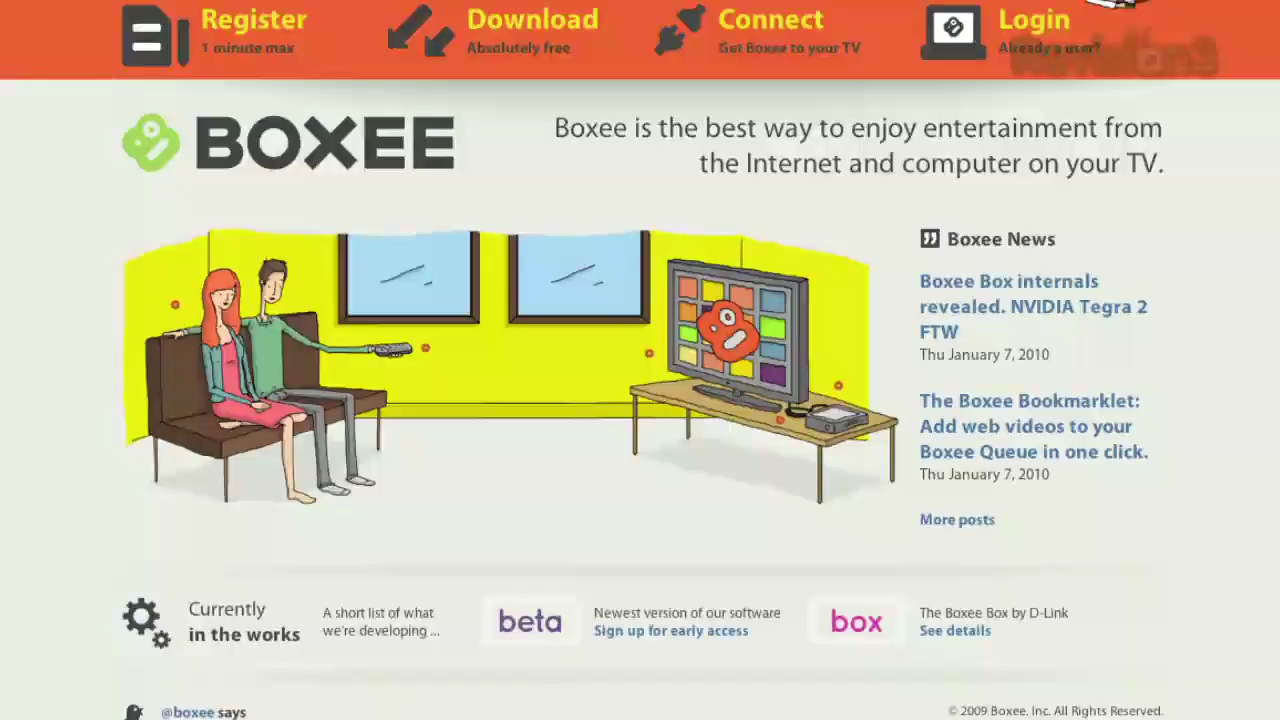 Register
1 minute max
Download
Absolutely free
Connect
Get Boxee to your TV
Login
Already a user?
BOXEE
Boxee is the best way to enjoy entertainment from
the Internet and computer on your TV.
Boxee News
Boxee Box internals
revealed. NVIDIA Tegra 2
FTW
Thu January 7, 2010
The Boxee Bookmarklet:
Add web videos to your
Boxee Queue in one click.
Thu January 7, 2010
More posts
Currently
in the works
A short list of what
we're developing ...
beta
Newest version of our software
Sign up for early access
box
The Boxee Box by D-Link
See details
@boxee says
© 2009 Boxee, Inc. All Rights Reserved.